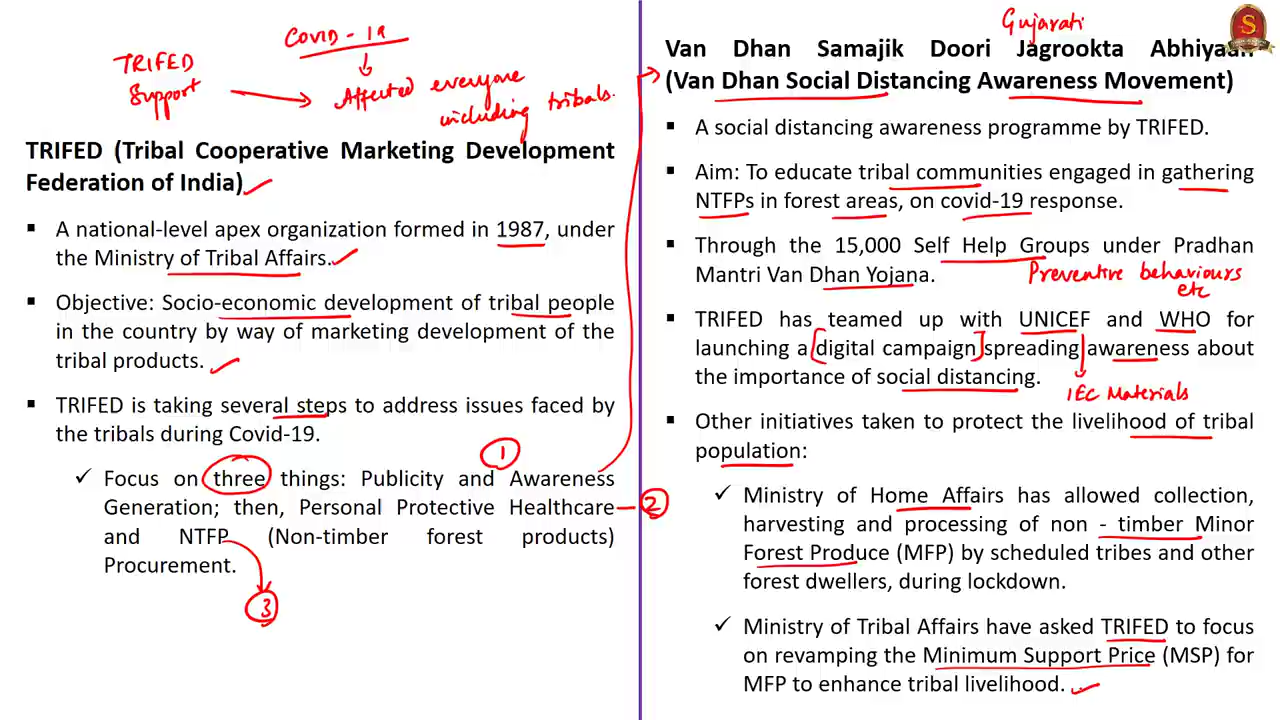 TRIFED
Support
COVID-19
Affected everyone
including tribals.
TRIFED (Tribal Cooperative Marketing Development
Federation of India)
▪ A national-level apex organization formed in 1987, under
the Ministry of Tribal Affairs.
▪ Objective: Socio-economic development of tribal people
in the country by way of marketing development of the
tribal products.
▪ TRIFED is taking several steps to address issues faced by
the tribals during Covid-19.
1
✓ Focus on three things: Publicity and Awareness
Generation; then, Personal Protective Healthcare
and NTFP (Non-timber forest products)
Procurement.
2
3
Gujarati
S
Van Dhan Samajik Doori Jagrookta Abhiyaan
(Van Dhan Social Distancing Awareness Movement)
▪ A social distancing awareness programme by TRIFED.
▪ Aim: To educate tribal communities engaged in gathering
NTFPs in forest areas, on covid-19 response.
▪ Through the 15,000 Self Help Groups under Pradhan
Mantri Van Dhan Yojana.
Preventive behaviours
etc
▪ TRIFED has teamed up with UNICEF and WHO for
launching a [digital campaign] spreading awareness about
the importance of social distancing.
IEC Materials
▪ Other initiatives taken to protect the livelihood of tribal
population:
✓ Ministry of Home Affairs has allowed collection,
harvesting and processing of non - timber Minor
Forest Produce (MFP) by scheduled tribes and other
forest dwellers, during lockdown.
✓ Ministry of Tribal Affairs have asked TRIFED to focus
on revamping the Minimum Support Price (MSP) for
MFP to enhance tribal livelihood.